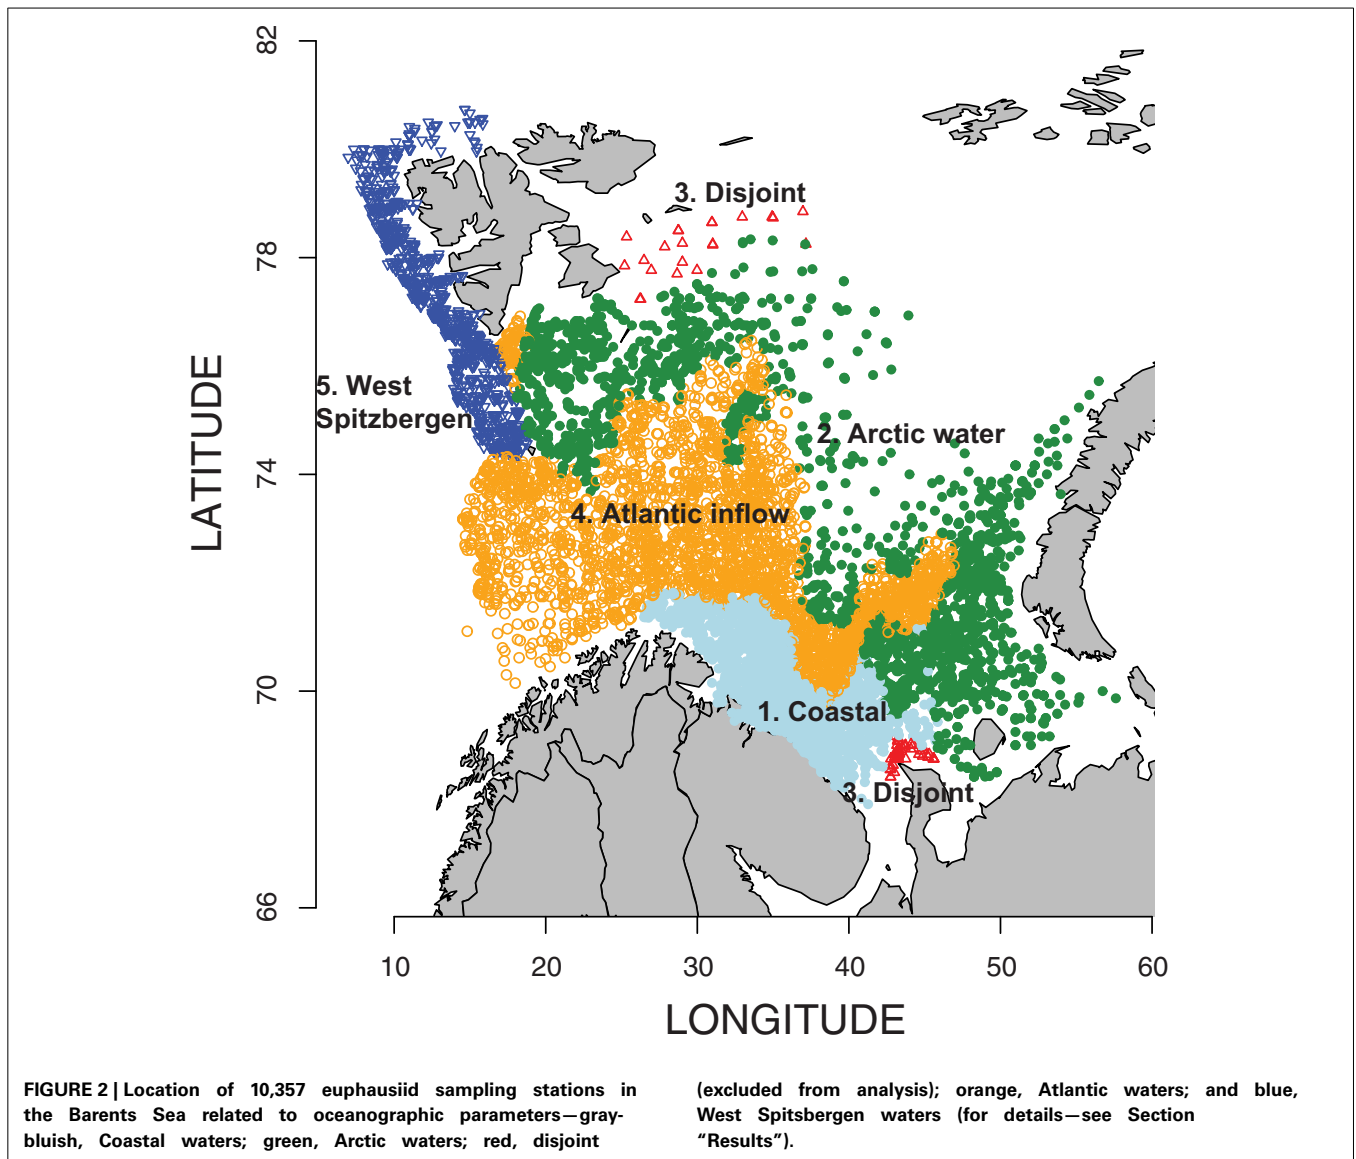 82
78
74
70
66
LATITUDE
3. Disjoint
5. West
Spitzbergen
2. Arctic water
4. Atlantic inflow
1. Coastal
3. Disjoint
10 20 30 40 50 60
LONGITUDE
FIGURE 2 | Location of 10,357 euphausiid sampling stations in
the Barents Sea related to oceanographic parameters—gray-
bluish, Coastal waters; green, Arctic waters; red, disjoint
(excluded from analysis); orange, Atlantic waters; and blue,
West Spitsbergen waters (for details—see Section
“Results”).